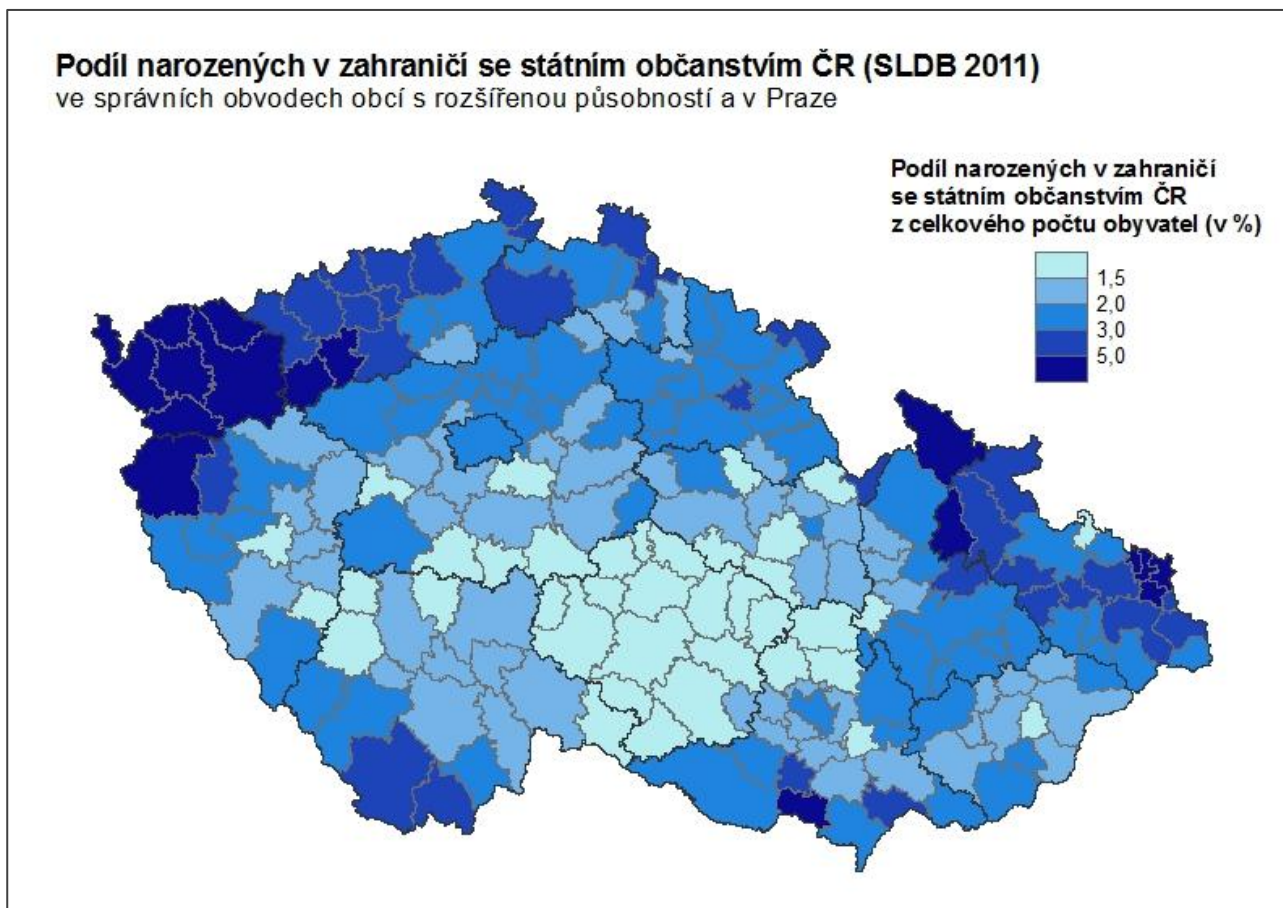 Podíl narozených v zahraničí se státním občanstvím ČR (SLDB 2011)
ve správních obvodech obcí s rozšířenou působností a v Praze
Podíl narozených v zahraničí
se státním občanstvím ČR
z celkového počtu obyvatel (v %)
1,5
2,0
3,0
5,0